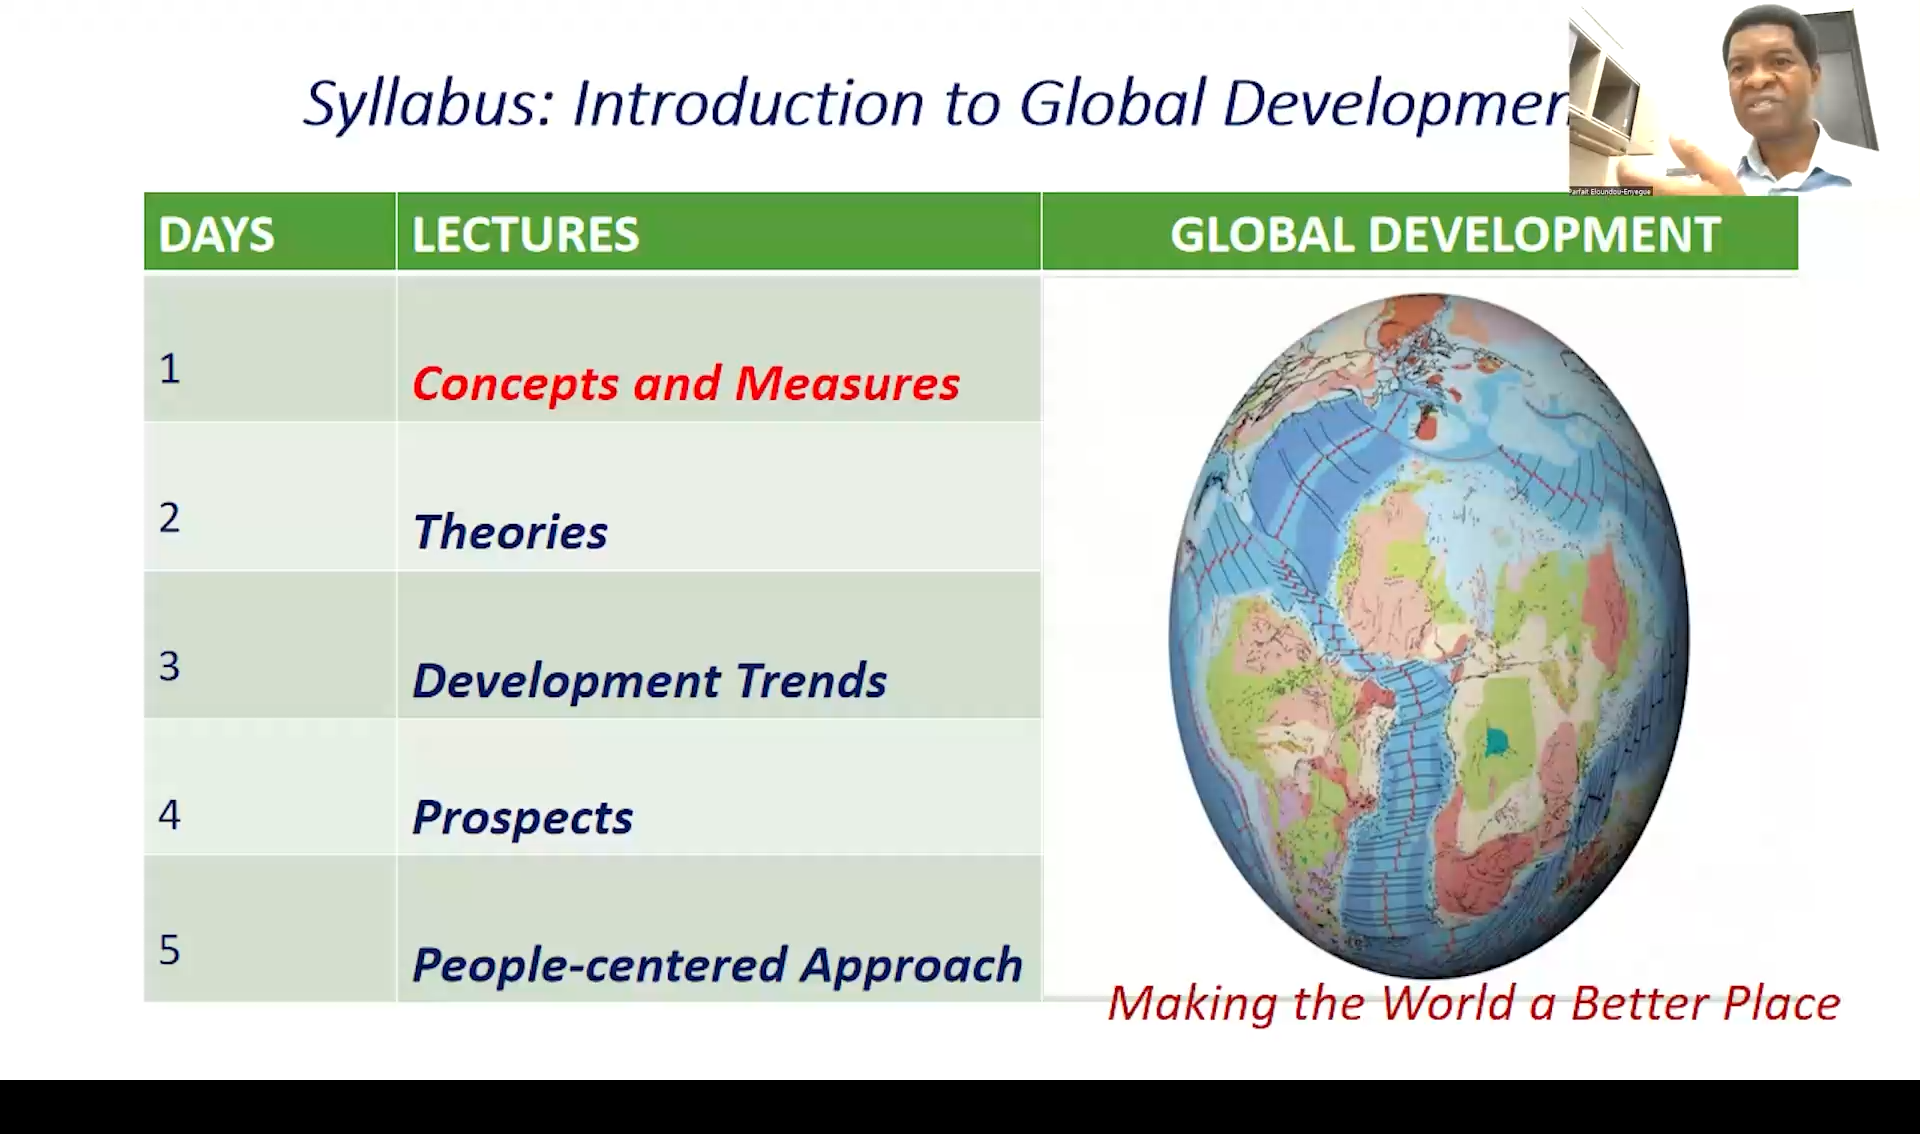 Syllabus: Introduction to Global Developmen
Parfait Eloundou-Enyegue
DAYS LECTURES GLOBAL DEVELOPMENT
1 Concepts and Measures
2 Theories
3 Development Trends
4 Prospects
5 People-centered Approach
Making the World a Better Place